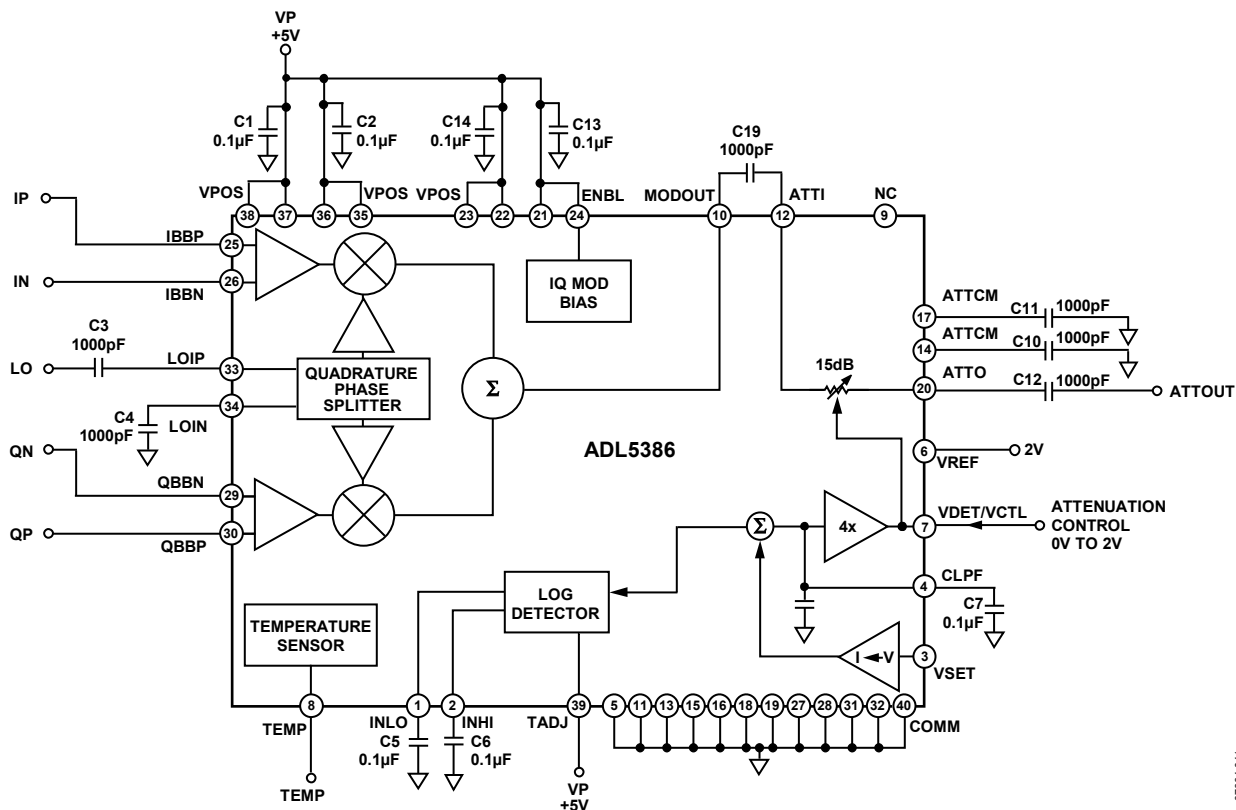 VP
+5V
C1
0.1µF
C2
0.1µF
C14
0.1µF
C13
0.1µF
C19
1000pF
VPOS
VPOS
VPOS
ENBL
MODOUT
ATTI
NC
38
37
36
35
23
22
21
24
10
12
9
IP
IBBP
25
IN
IBBN
26
IQ MOD
BIAS
C3
1000pF
LO
LOIP
33
QUADRATURE
PHASE
SPLITTER
34
LOIN
C4
1000pF
Σ
15dB
ATTCM
17
C11
1000pF
ATTCM
14
C10
1000pF
ATTO
20
C12
1000pF
ATTOUT
ADL5386
6
VREF
2V
QN
QBBN
29
QP
QBBP
30
Σ
4x
7
VDET/VCTL
ATTENUATION
CONTROL
0V TO 2V
CLPF
4
C7
0.1µF
LOG
DETECTOR
TEMPERATURE
SENSOR
I
V
3
VSET
8
1
2
39
5
11
13
15
16
18
19
27
28
31
32
40
TEMP
INLO
INHI
TADJ
COMM
C5
0.1µF
C6
0.1µF
TEMP
VP
+5V